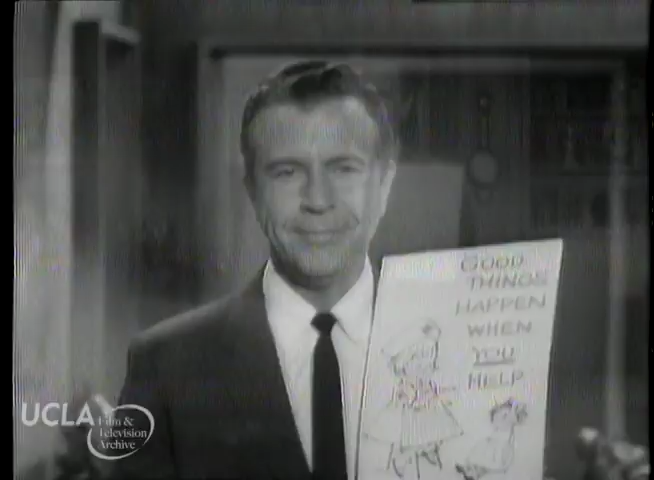 GOOD
THINGS
HAPPEN
WHEN
YOU
HELP
UCLA
Film &
Television
Archive